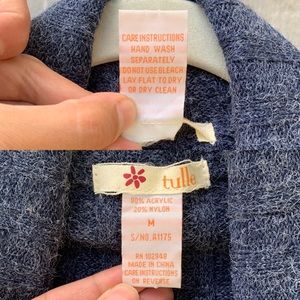 CARE INSTRUCTIONS
HAND WASH
SEPARATELY
DO NOT USE BLEACH
LAY FLAT TO DRY
OR DRY CLEAN
tulle
80% ACRYLIC
20% NYLON
M
S/NO. A1175
RN 102948
MADE IN CHINA
CARE INSTRUCTIONS
ON REVERSE